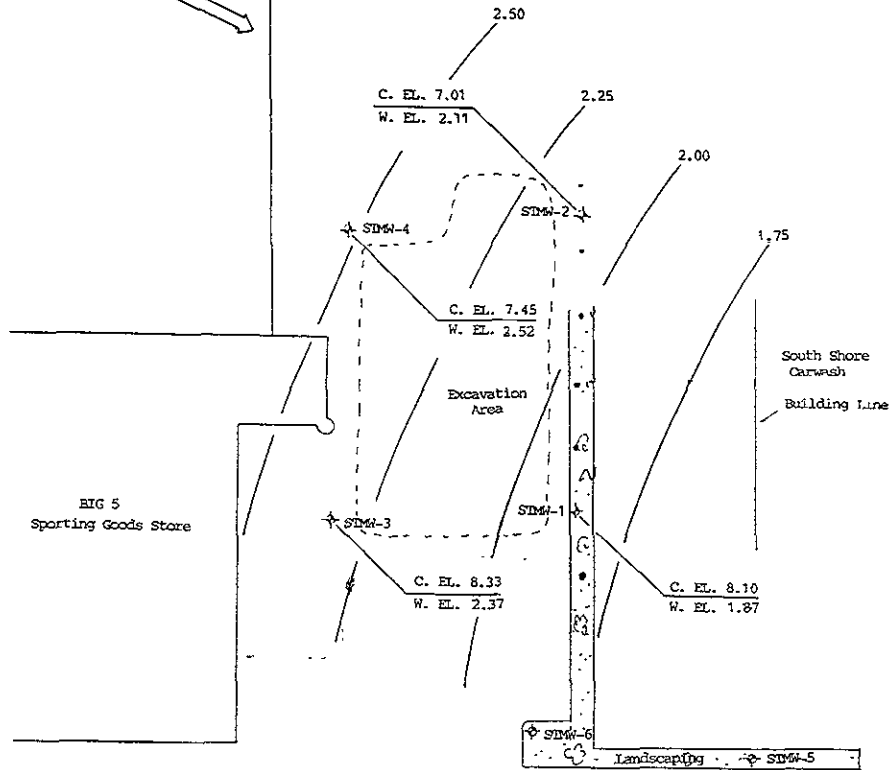 2.50
C. EL. 7.01
W. EL. 2.11
2.25
2.00
STMW-2
STMW-4
1.75
C. EL. 7.45
W. EL. 2.52
South Shore
Carwash
Building Line
Excavation
Area
BIG 5
Sporting Goods Store
STMW-3
STMW-1
C. EL. 8.33
W. EL. 2.37
C. EL. 8.10
W. EL. 1.87
STMW-6
Landscaping
STMW-5